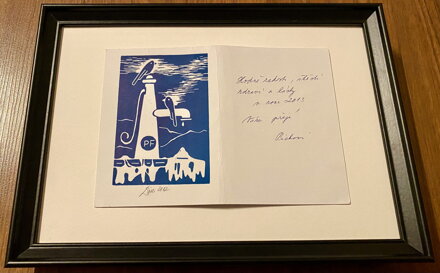 PF
Hodně radosti, štěstí
zdraví a lásky
v roce 2013
Vám přeje!